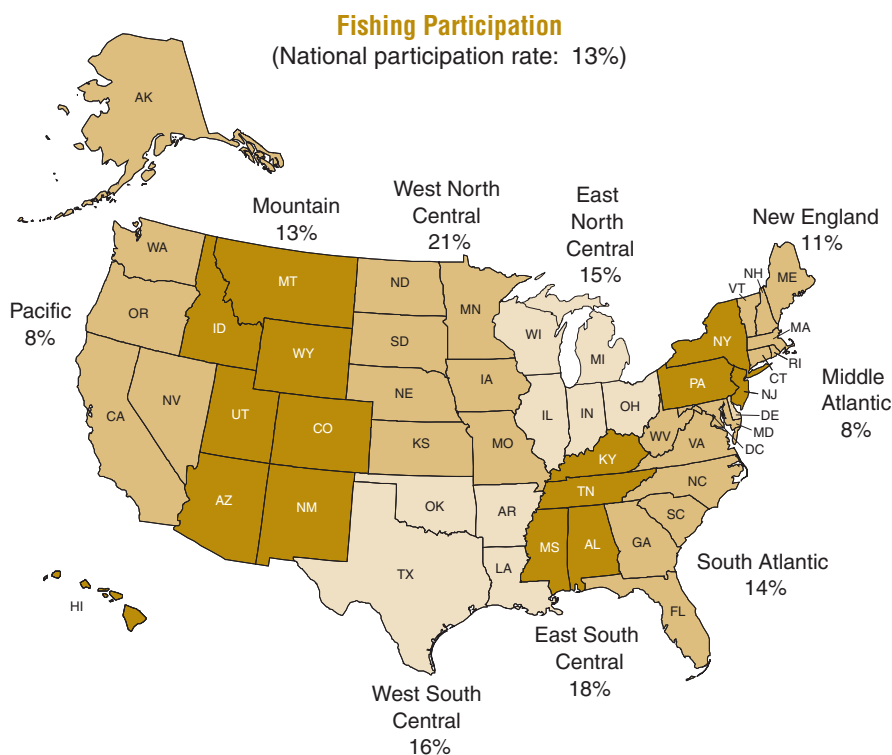 Fishing Participation
(National participation rate: 13%)
AK
Mountain
13%
West North
Central
21%
East
North
Central
15%
New England
11%
Pacific
8%
Middle
Atlantic
8%
South Atlantic
14%
East South
Central
18%
West South
Central
16%
WA
OR
CA
NV
ID
MT
WY
UT
CO
AZ
NM
ND
SD
NE
KS
MN
IA
MO
WI
MI
IL
IN
OH
OK
AR
TX
LA
KY
TN
MS
AL
WV
VA
NC
SC
GA
FL
NY
PA
VT
NH
ME
MA
RI
CT
NJ
DE
MD
DC
HI